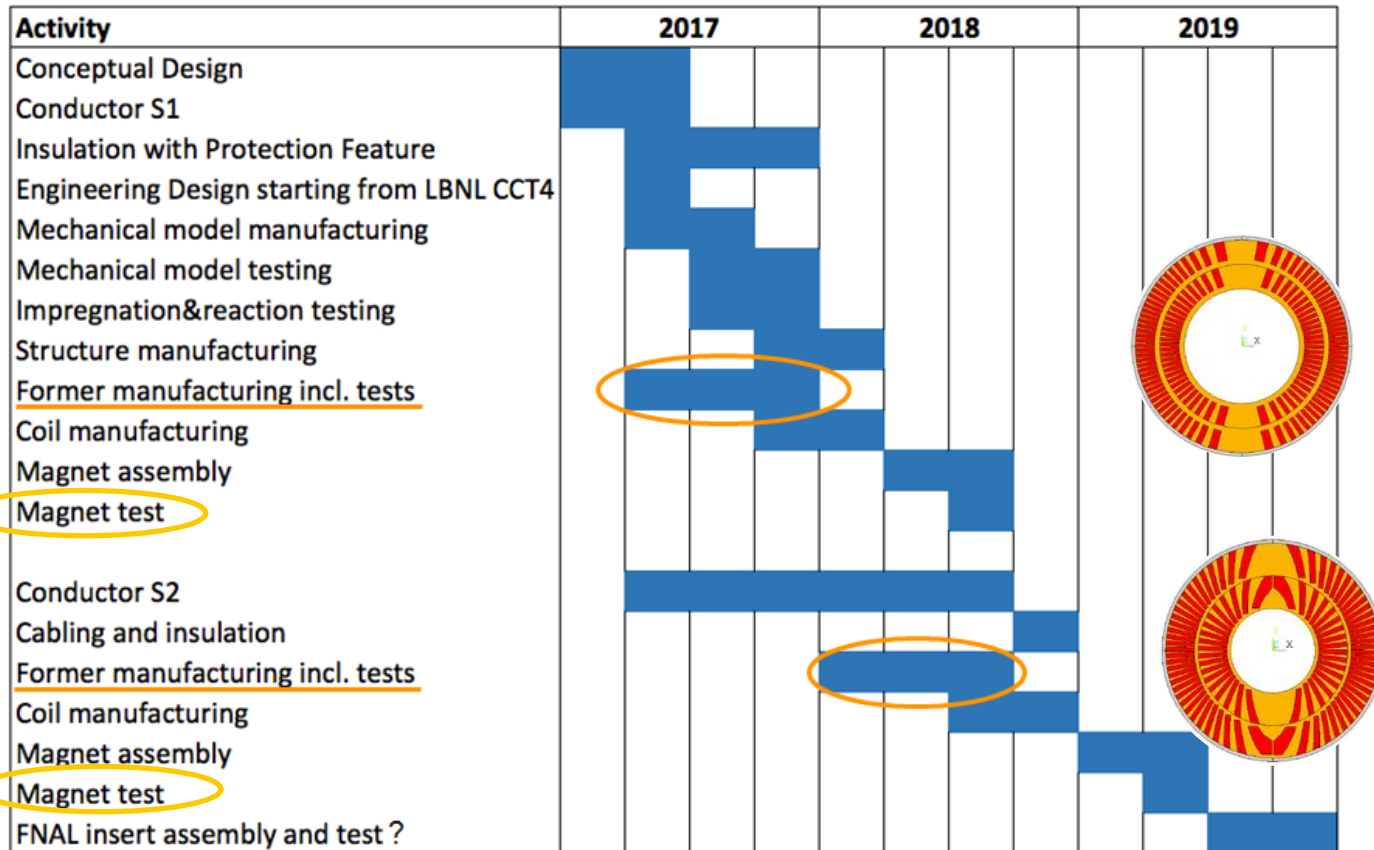 Activity 2017 2018 2019
Conceptual Design
Conductor S1
Insulation with Protection Feature
Engineering Design starting from LBNL CCT4
Mechanical model manufacturing
Mechanical model testing
Impregnation&reaction testing
Structure manufacturing
Former manufacturing incl. tests
Coil manufacturing
Magnet assembly
Magnet test
Conductor S2
Cabling and insulation
Former manufacturing incl. tests
Coil manufacturing
Magnet assembly
Magnet test
FNAL insert assembly and test ?
Y
X
Y
X